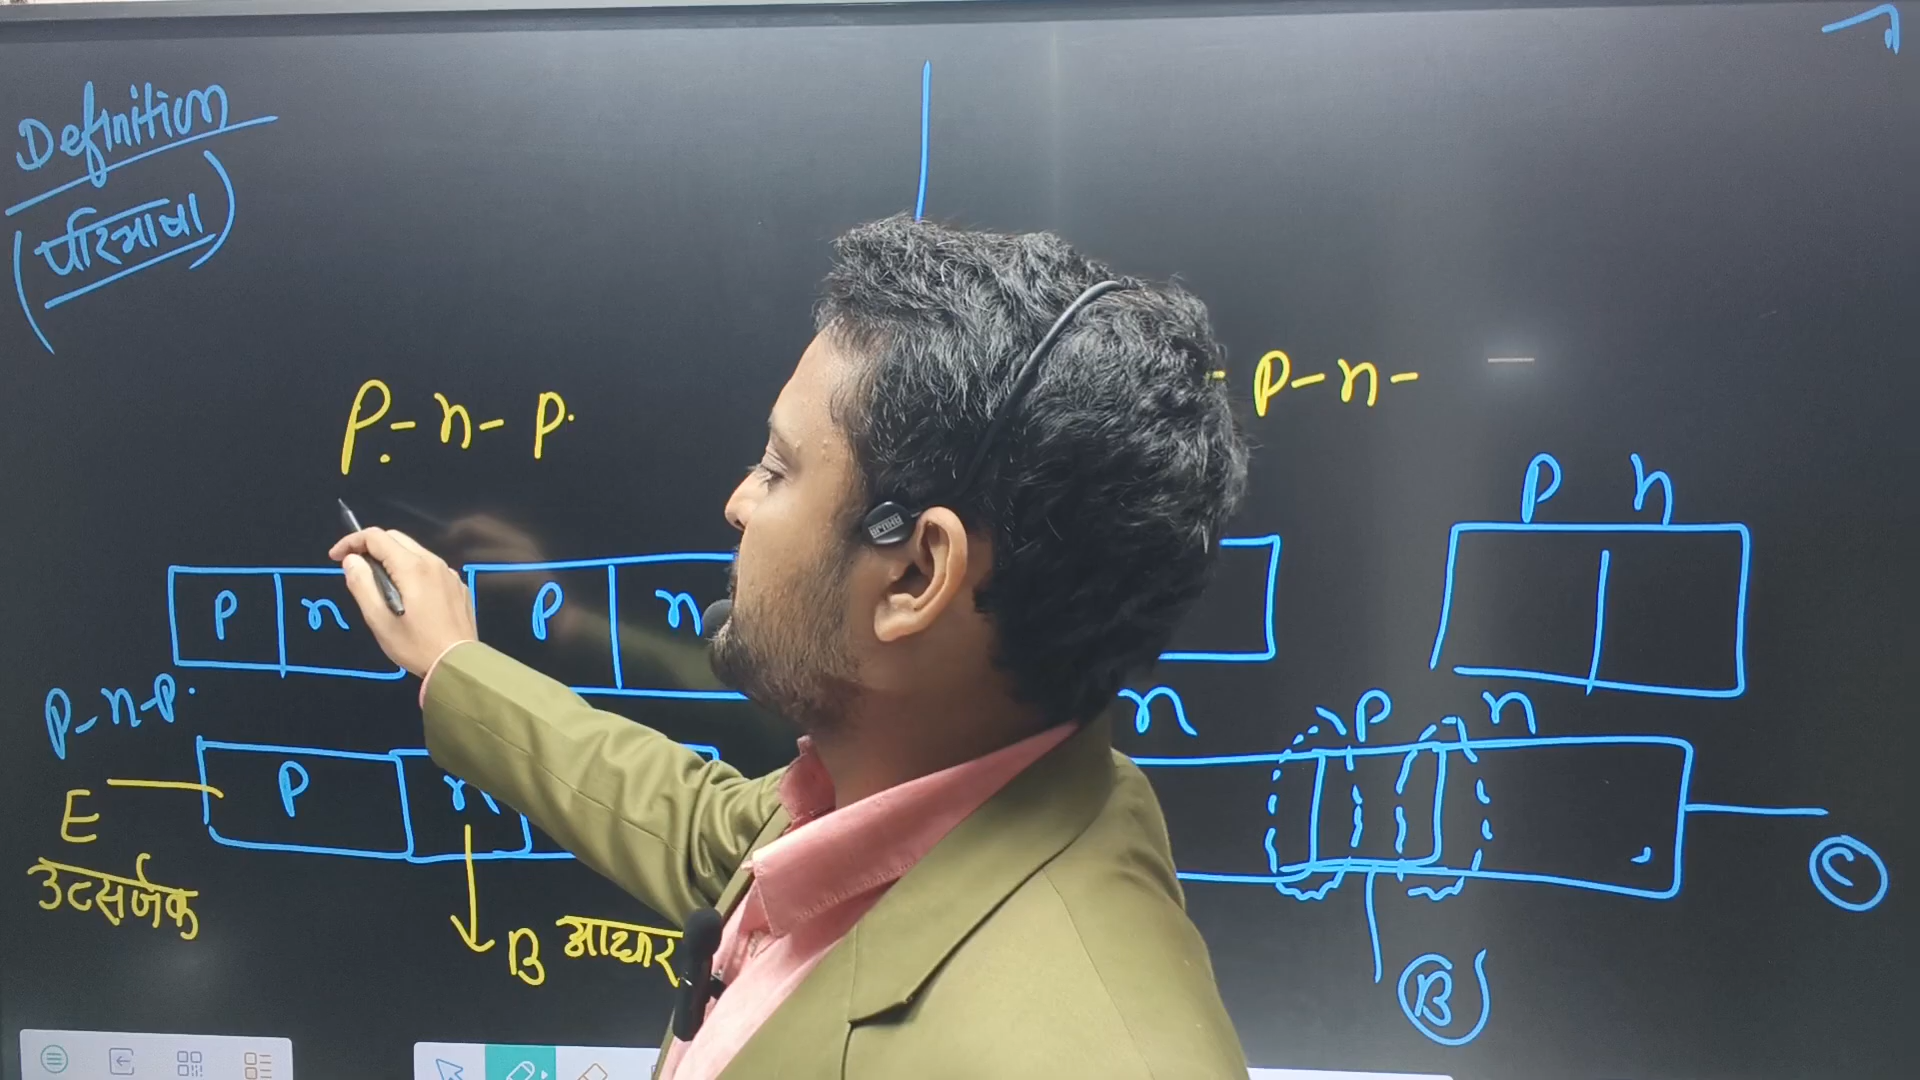 Definition
(परिभाषा)
P - n - P.
- P - n -
P n
P n
P n
P-n-P.
n P n
P n
E
C
उत्सर्जक
B आधार
B